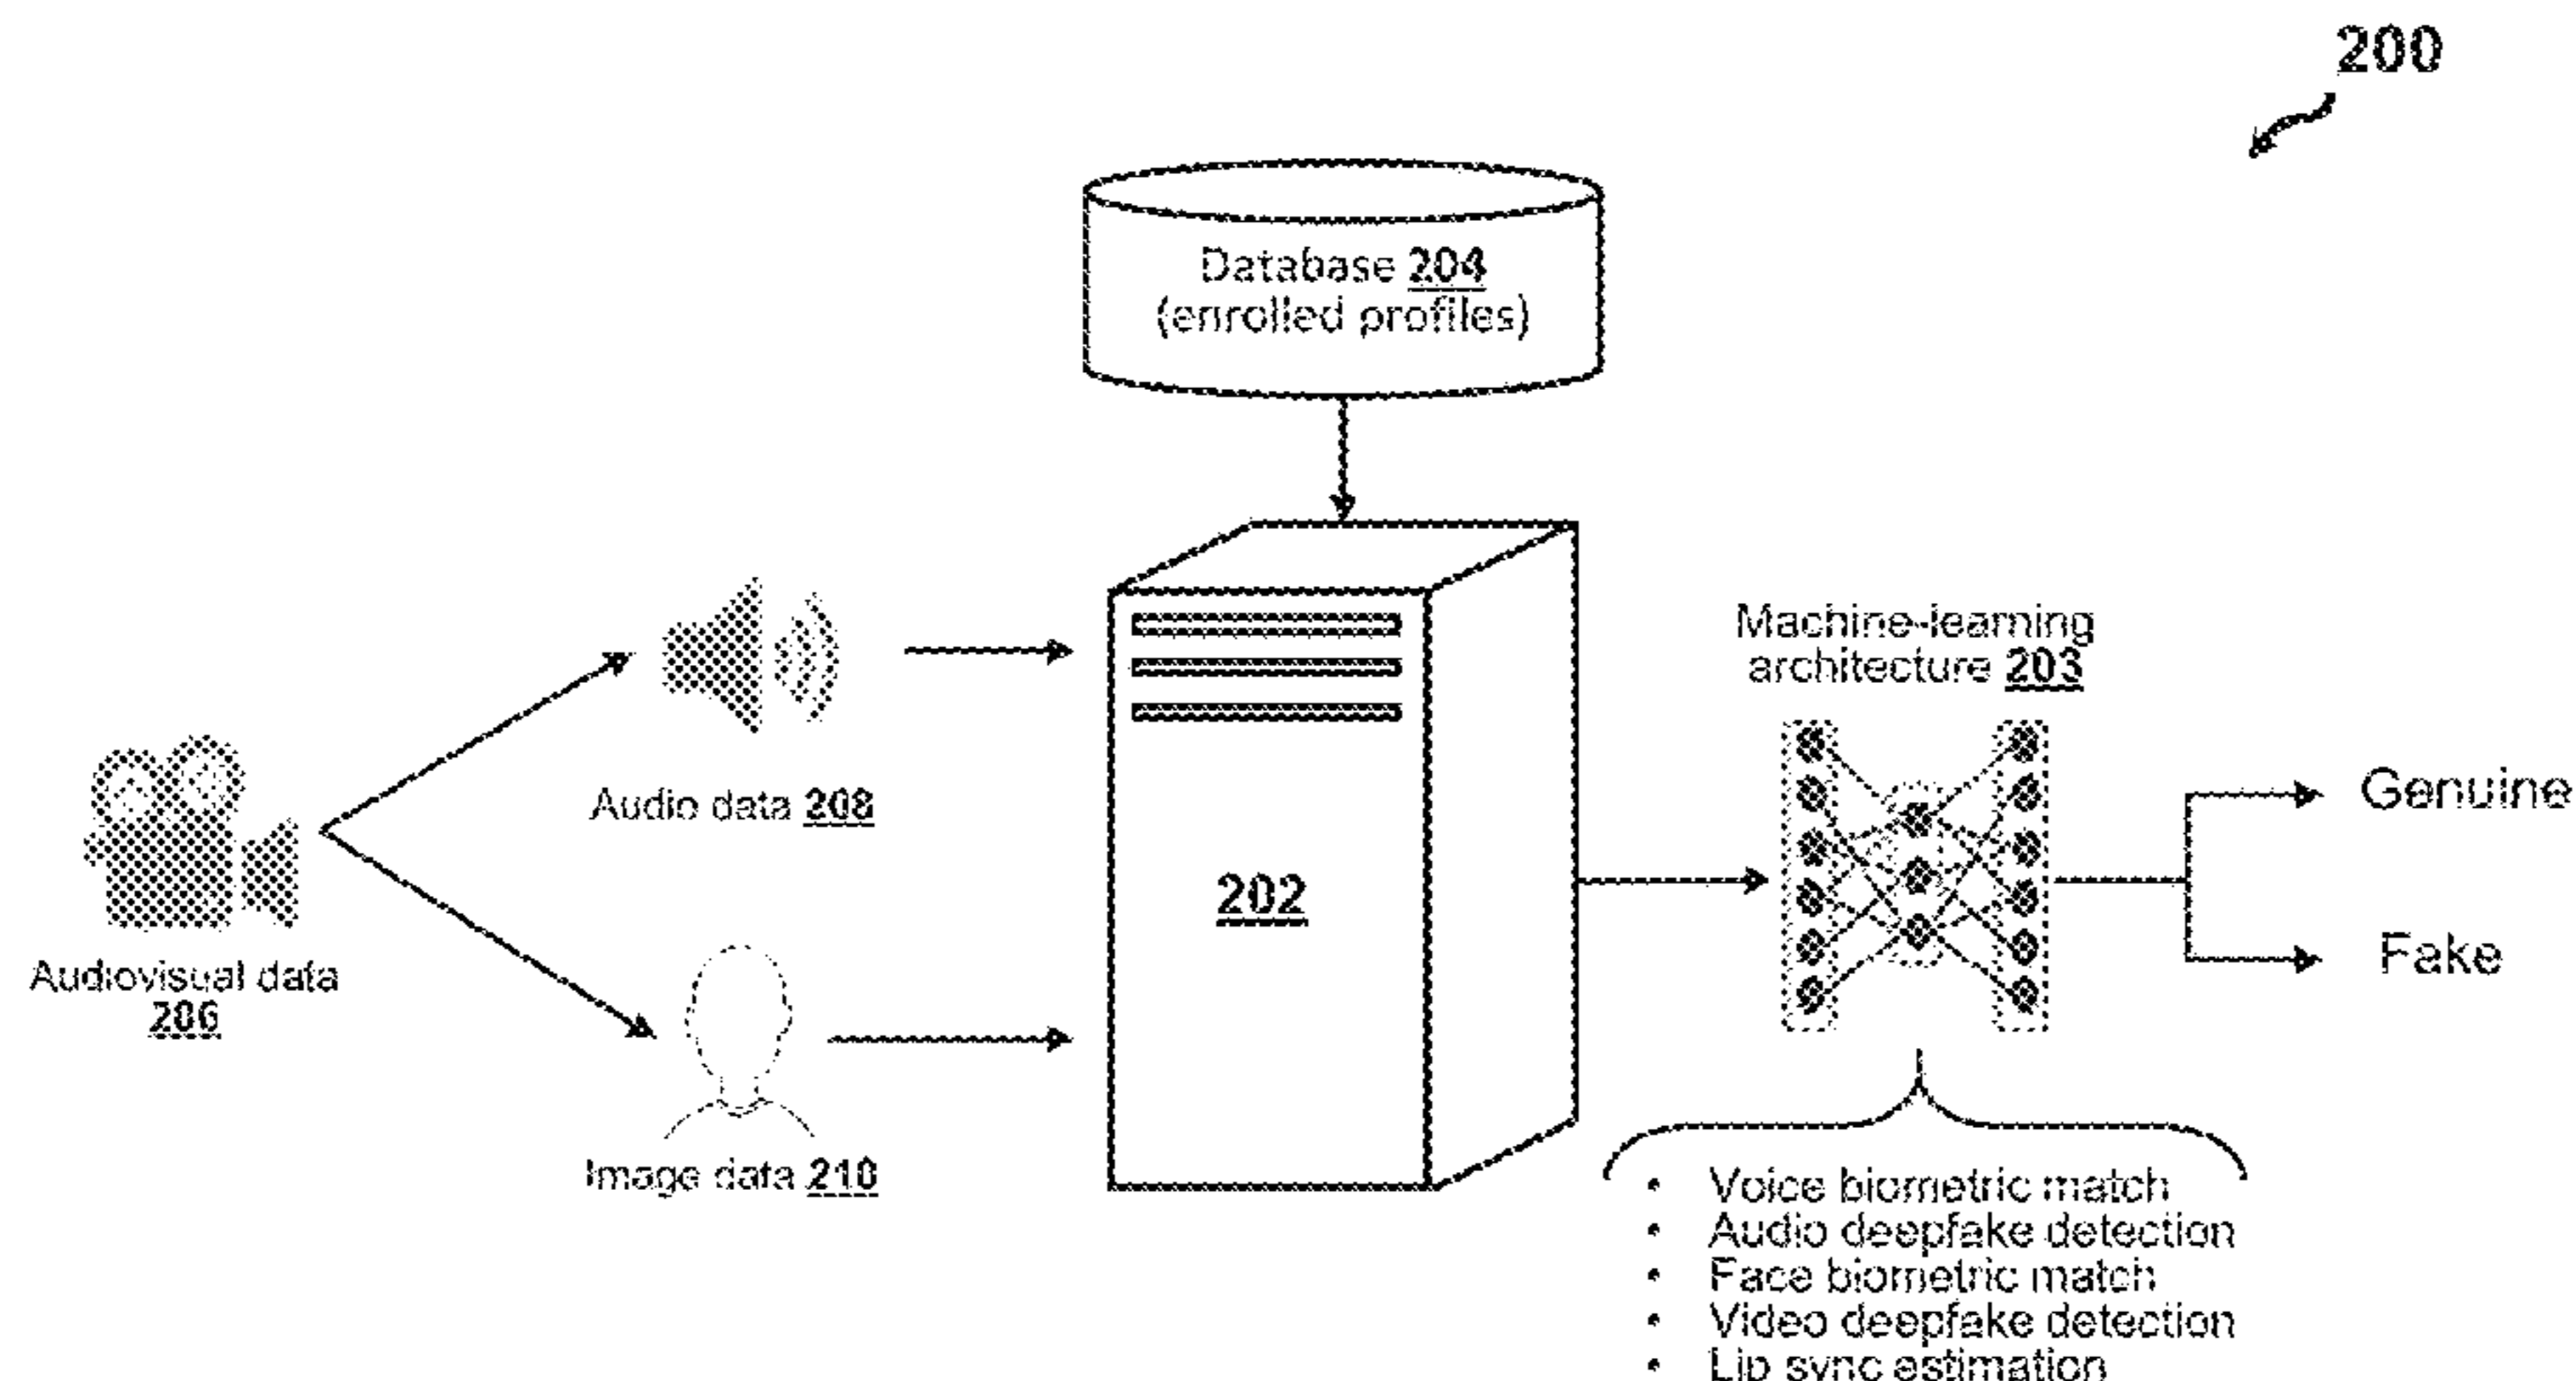 200
Database 204
(enrolled profiles)
Machine-learning
architecture 203
Audio data 208
Genuine
202
Fake
Audiovisual data
206
Image data 210
• Voice biometric match
• Audio deepfake detection
• Face biometric match
• Video deepfake detection
• Lip sync estimation